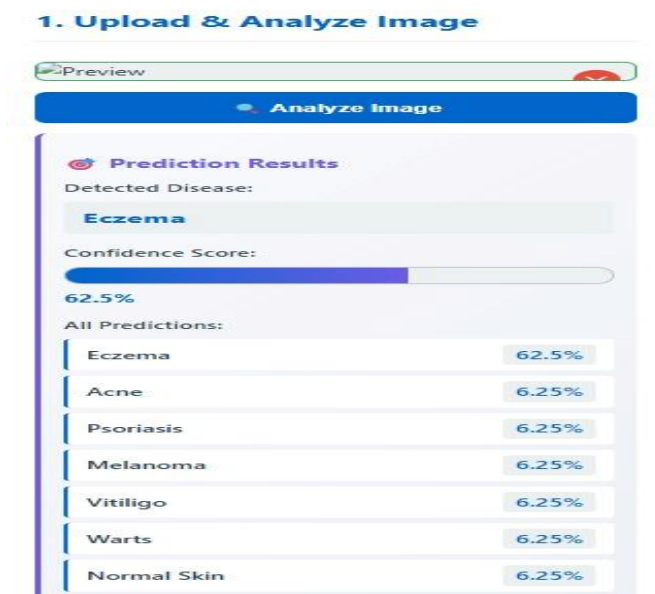 1. Upload & Analyze Image
Preview
Analyze Image
Prediction Results
Detected Disease:
Eczema
Confidence Score:
62.5%
All Predictions:
Eczema 62.5%
Acne 6.25%
Psoriasis 6.25%
Melanoma 6.25%
Vitiligo 6.25%
Warts 6.25%
Normal Skin 6.25%